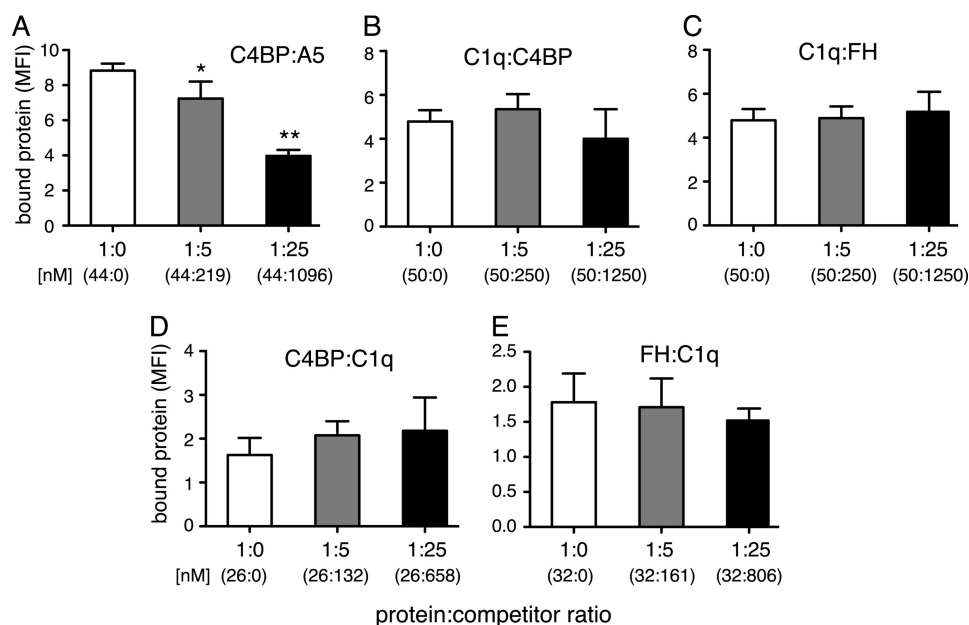 A
B
C
C4BP:A5
C1q:C4BP
C1q:FH
bound protein (MFI)
10
8
6
4
2
0
*
**
8
6
4
2
0
8
6
4
2
0
1:0
1:5
1:25
1:0
1:5
1:25
1:0
1:5
1:25
[nM] (44:0) (44:219) (44:1096)
(50:0) (50:250) (50:1250)
(50:0) (50:250) (50:1250)
D
E
C4BP:C1q
FH:C1q
bound protein (MFI)
4
3
2
1
0
2.5
2.0
1.5
1.0
0.5
0.0
1:0
1:5
1:25
1:0
1:5
1:25
[nM] (26:0) (26:132) (26:658)
(32:0) (32:161) (32:806)
protein:competitor ratio